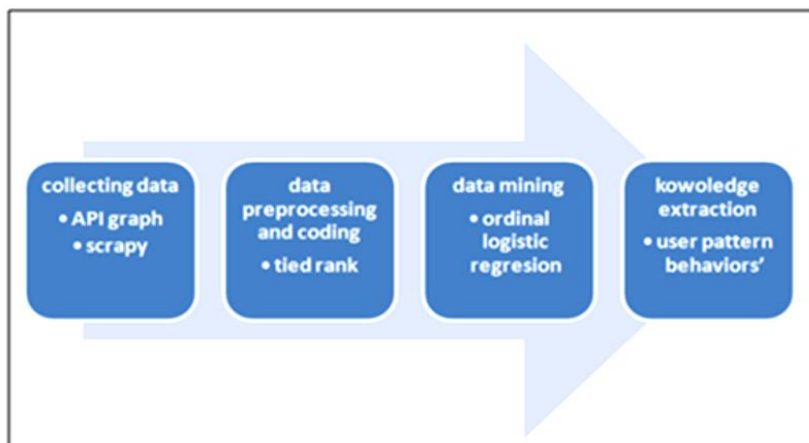 collecting data
• API graph
• scrapy
data
preprocessing
and coding
• tied rank
data mining
• ordinal
logistic
regresion
kowoledge
extraction
• user pattern
behaviors’